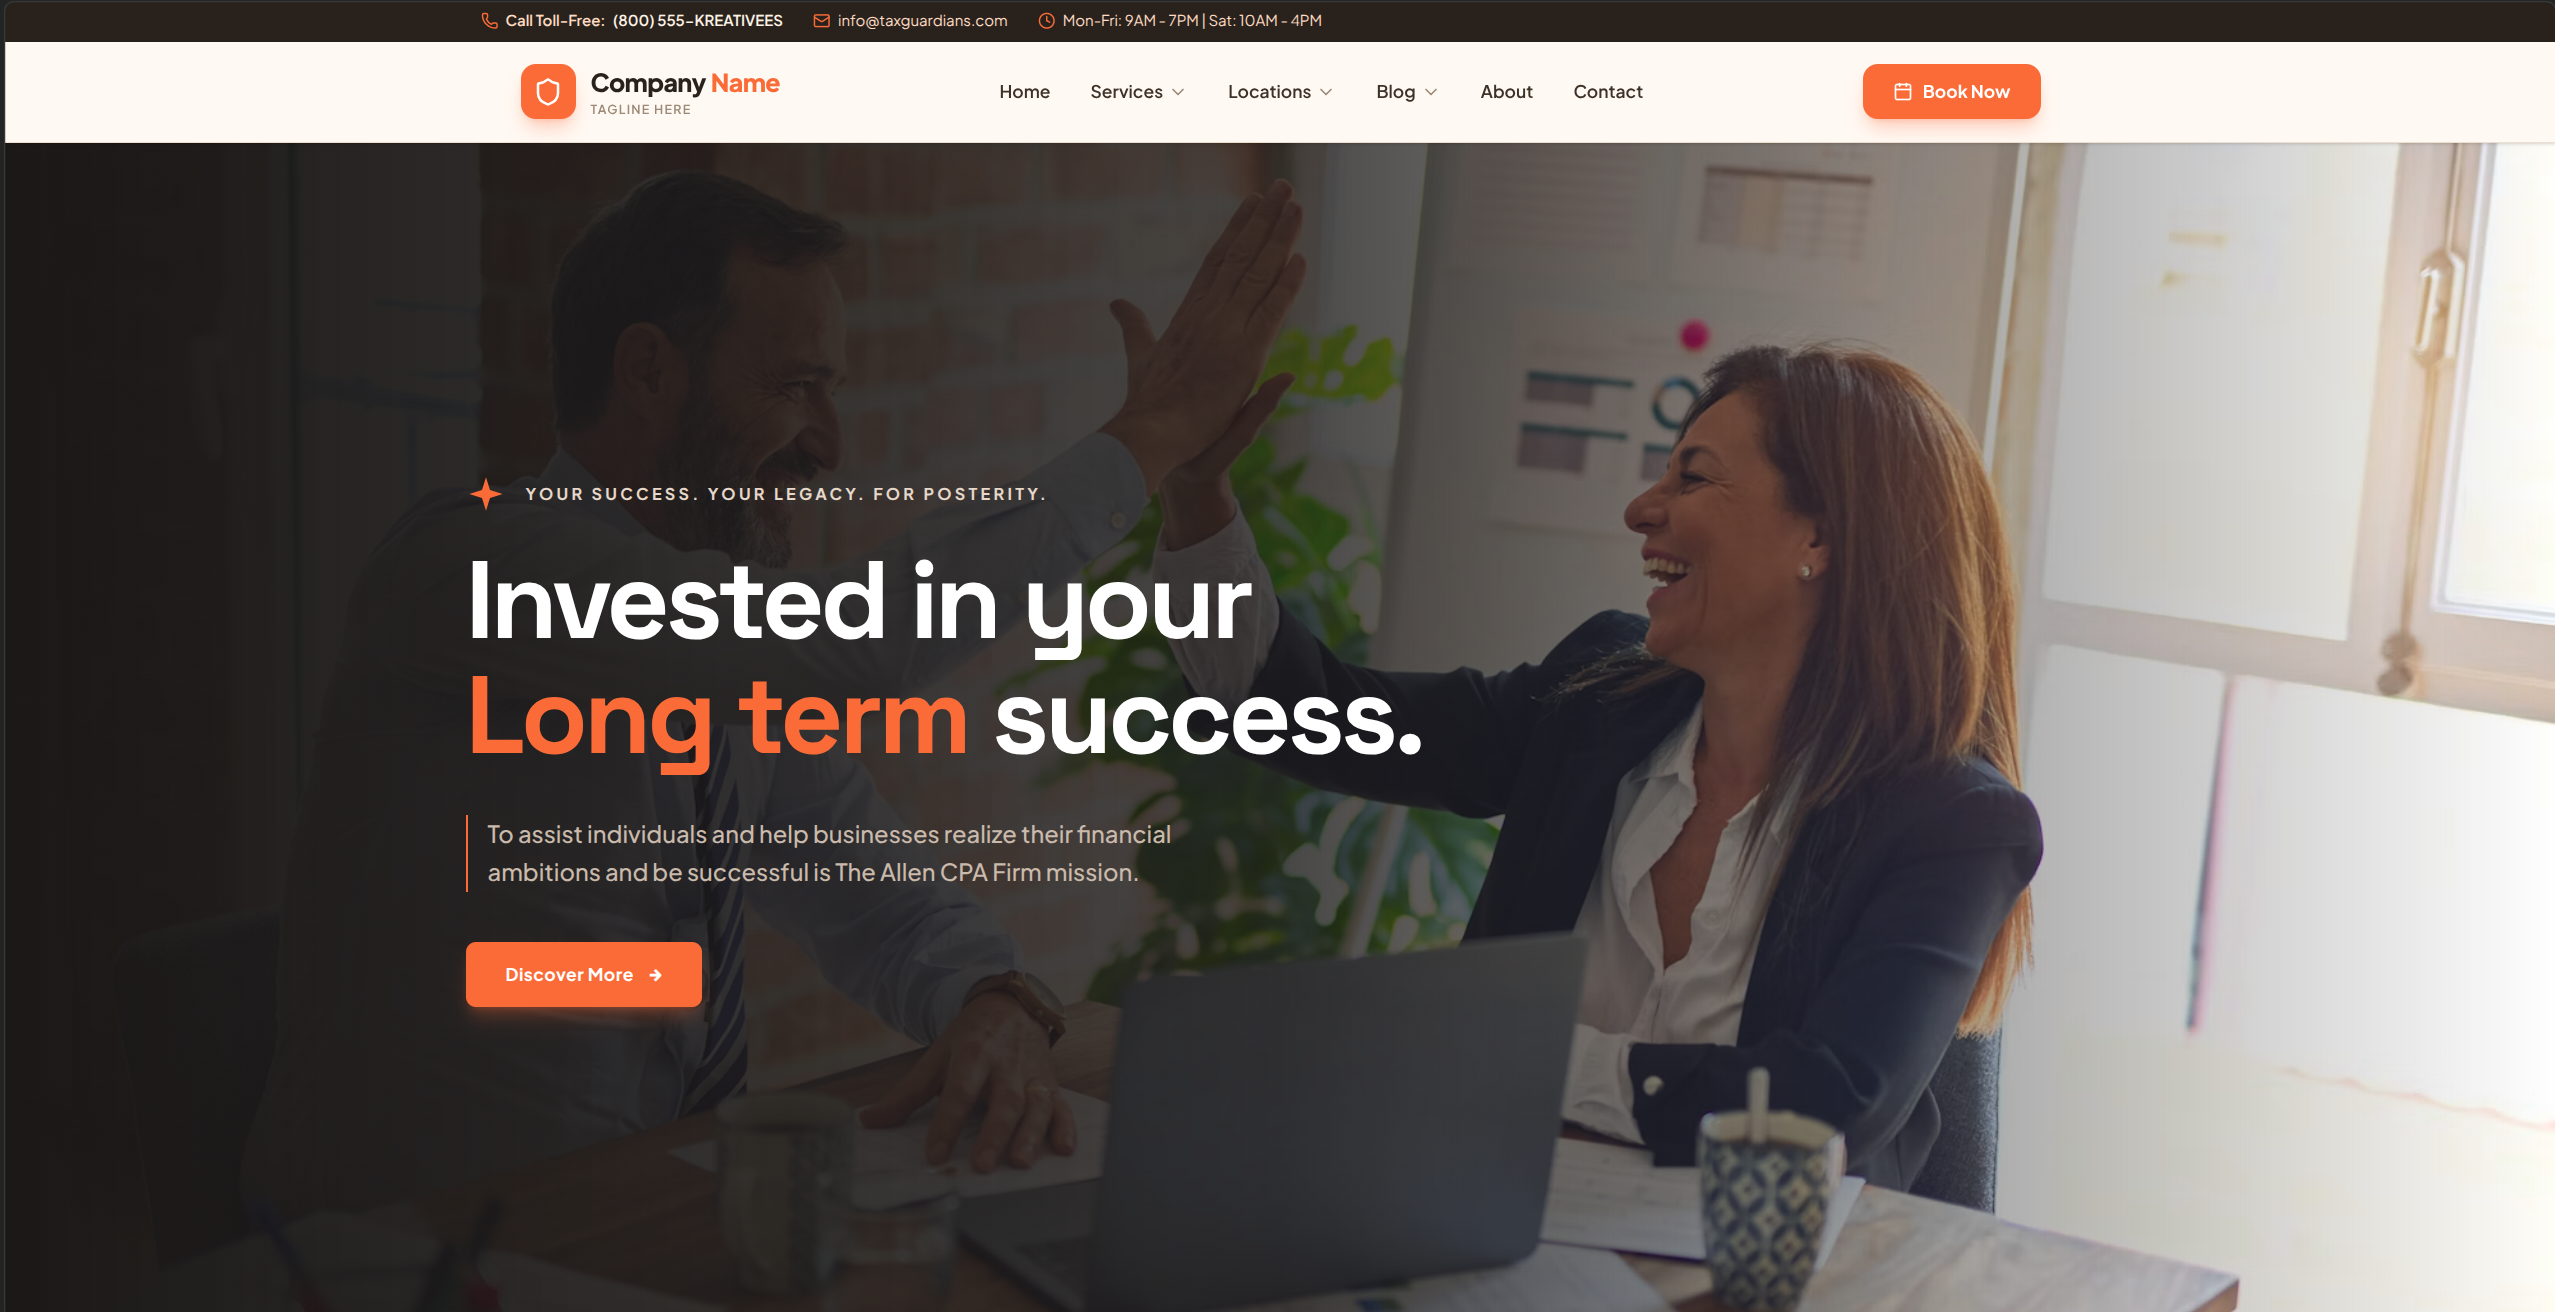 Call Toll-Free: (800) 555-KREATIVEES info@taxguardians.com Mon-Fri: 9AM - 7PM | Sat: 10AM - 4PM
Company Name
TAGLINE HERE
Home Services Locations Blog About Contact
Book Now
YOUR SUCCESS. YOUR LEGACY. FOR POSTERITY.
Invested in your
Long term success.
To assist individuals and help businesses realize their financial
ambitions and be successful is The Allen CPA Firm mission.
Discover More